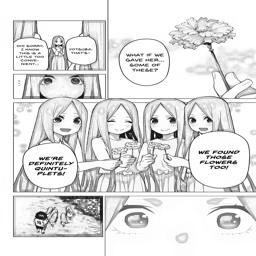 WHAT IF WE
GAVE HER...
SOME OF
THESE?
YOTSUBA,
THAT'S-
OH! SORRY,
I KNOW
THIS IS A
LITTLE TOO
CONVE-
NIENT...
WE FOUND
THOSE
FLOWERS
TOO!
WE'RE
DEFINITELY
QUINTU-
PLETS!